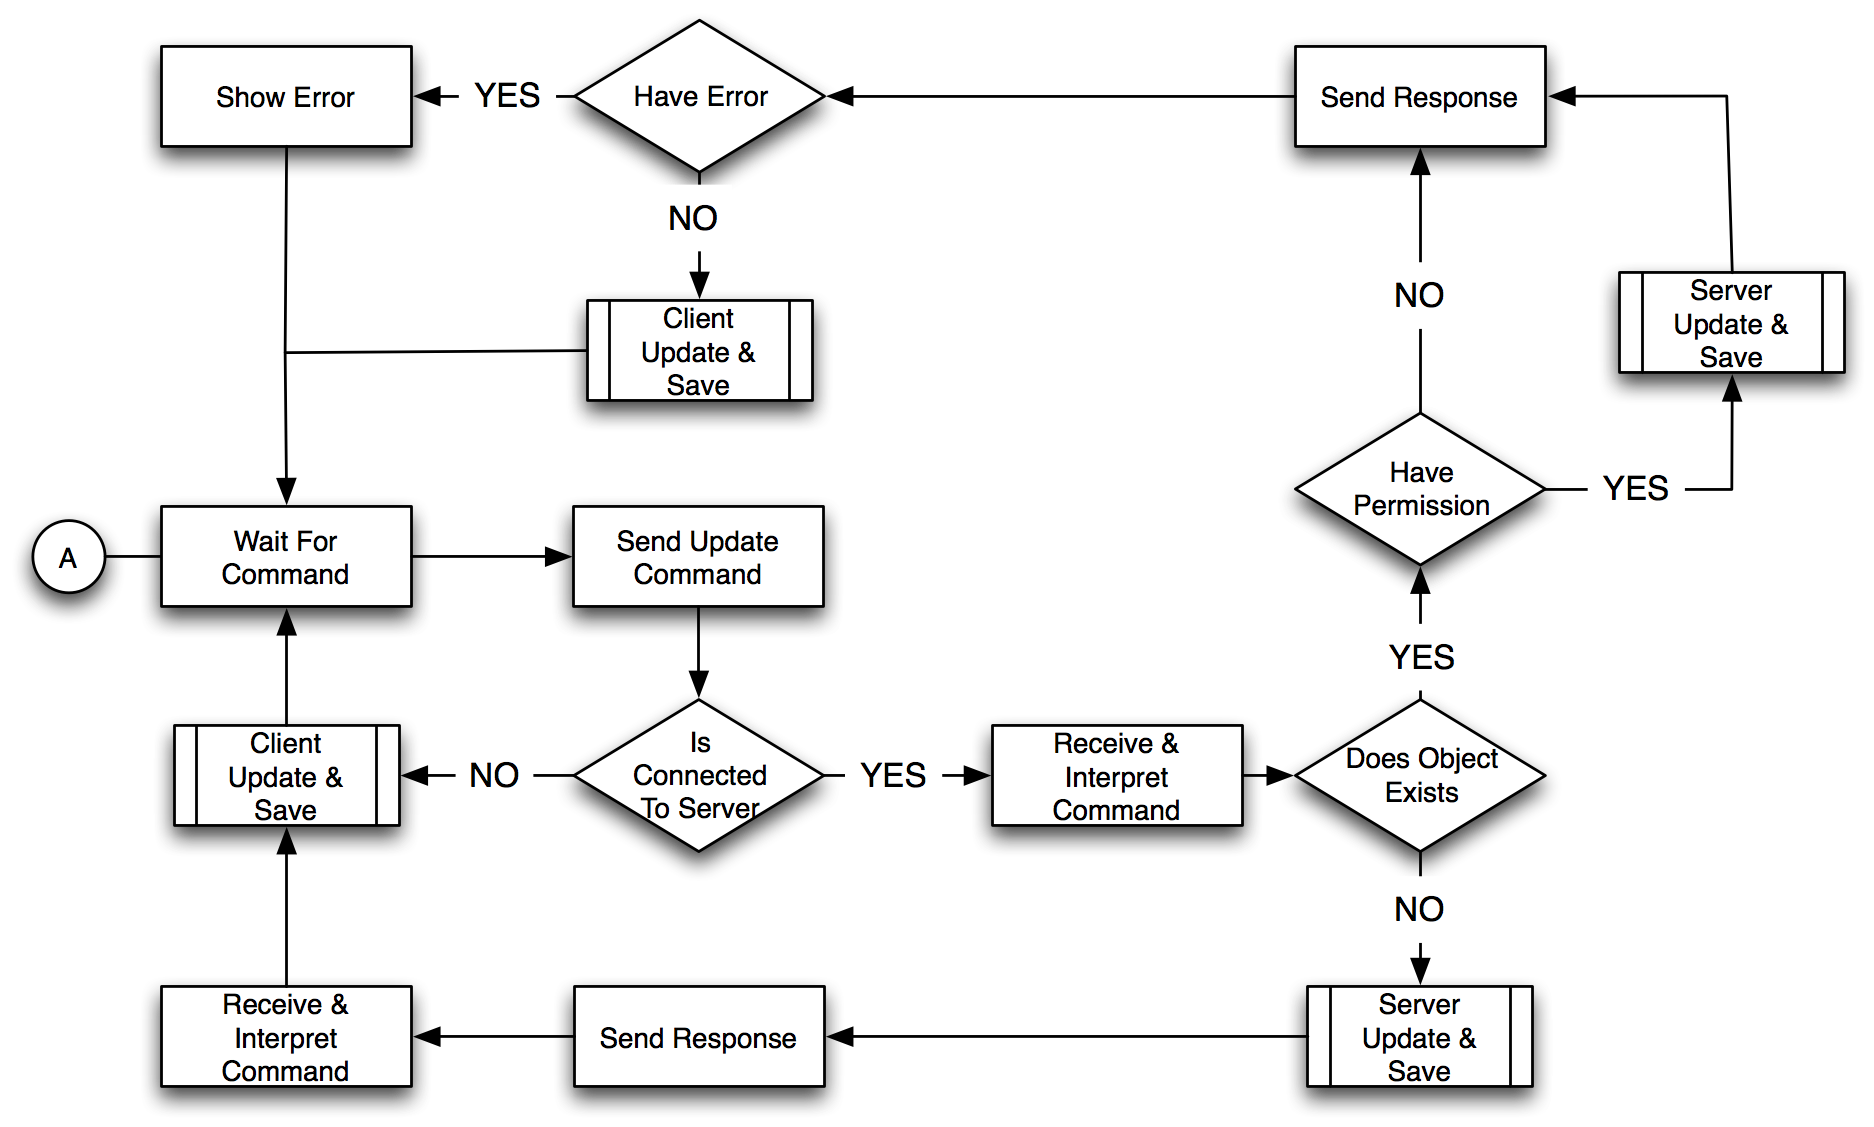 Show Error
YES
Have Error
Send Response
NO
Client
Update &
Save
NO
Server
Update &
Save
Have
Permission
YES
A
Wait For
Command
Send Update
Command
YES
Client
Update &
Save
NO
Is
Connected
To Server
YES
Receive &
Interpret
Command
Does Object
Exists
NO
Receive &
Interpret
Command
Send Response
Server
Update &
Save